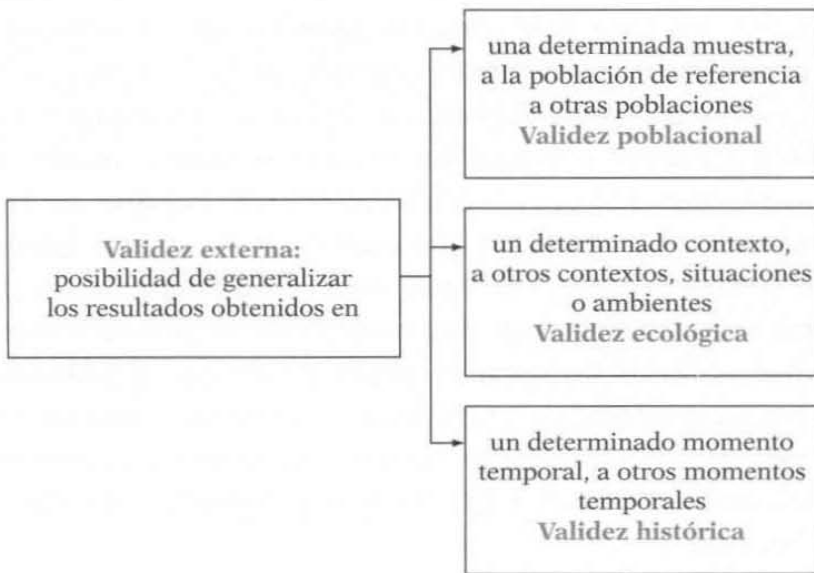 Validez externa:
posibilidad de generalizar
los resultados obtenidos en
una determinada muestra,
a la población de referencia
a otras poblaciones
Validez poblacional
un determinado contexto,
a otros contextos, situaciones
o ambientes
Validez ecológica
un determinado momento
temporal, a otros momentos
temporales
Validez histórica